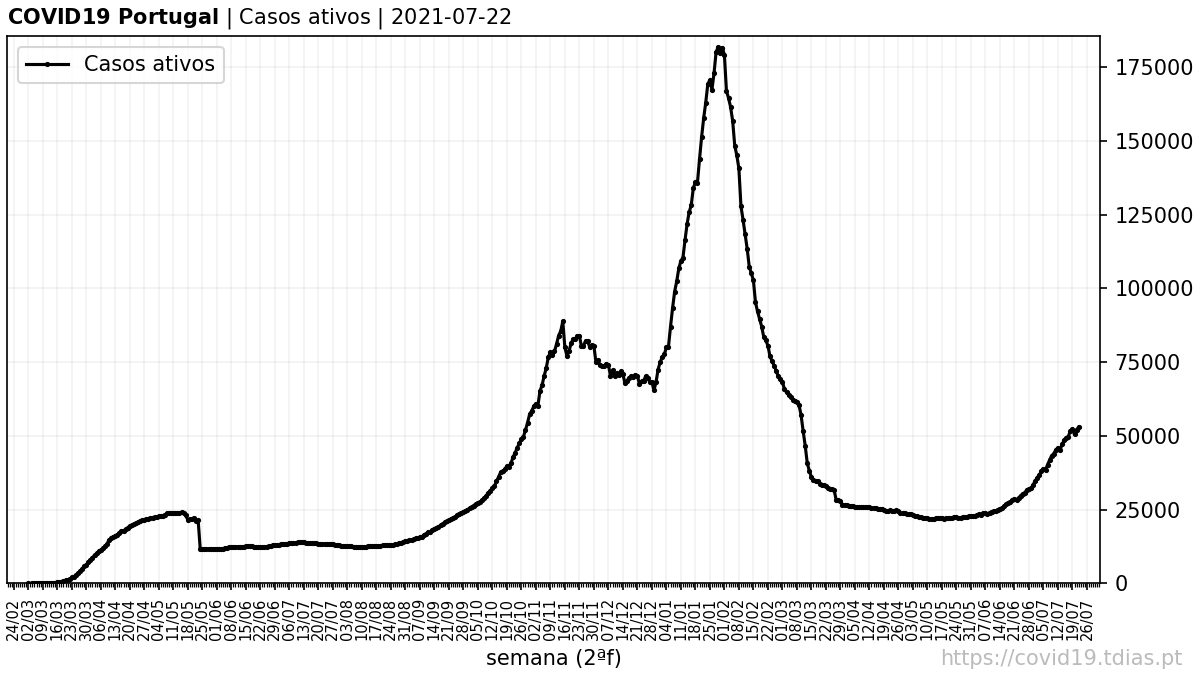 COVID19 Portugal | Casos ativos | 2021-07-22
Casos ativos
175000
150000
125000
100000
75000
50000
25000
0
24/02 02/03 09/03 16/03 23/03 30/03 06/04 13/04 20/04 27/04 04/05 11/05 18/05 25/05 01/06 08/06 15/06 22/06 29/06 06/07 13/07 20/07 27/07 03/08 10/08 17/08 24/08 31/08 07/09 14/09 21/09 28/09 05/10 12/10 19/10 26/10 02/11 09/11 16/11 23/11 30/11 07/12 14/12 21/12 28/12 04/01 11/01 18/01 25/01 01/02 08/02 15/02 22/02 01/03 08/03 15/03 22/03 29/03 05/04 12/04 19/04 26/04 03/05 10/05 17/05 24/05 31/05 07/06 14/06 21/06 28/06 05/07 12/07 19/07 26/07
semana (2ªf)
https://covid19.tdias.pt